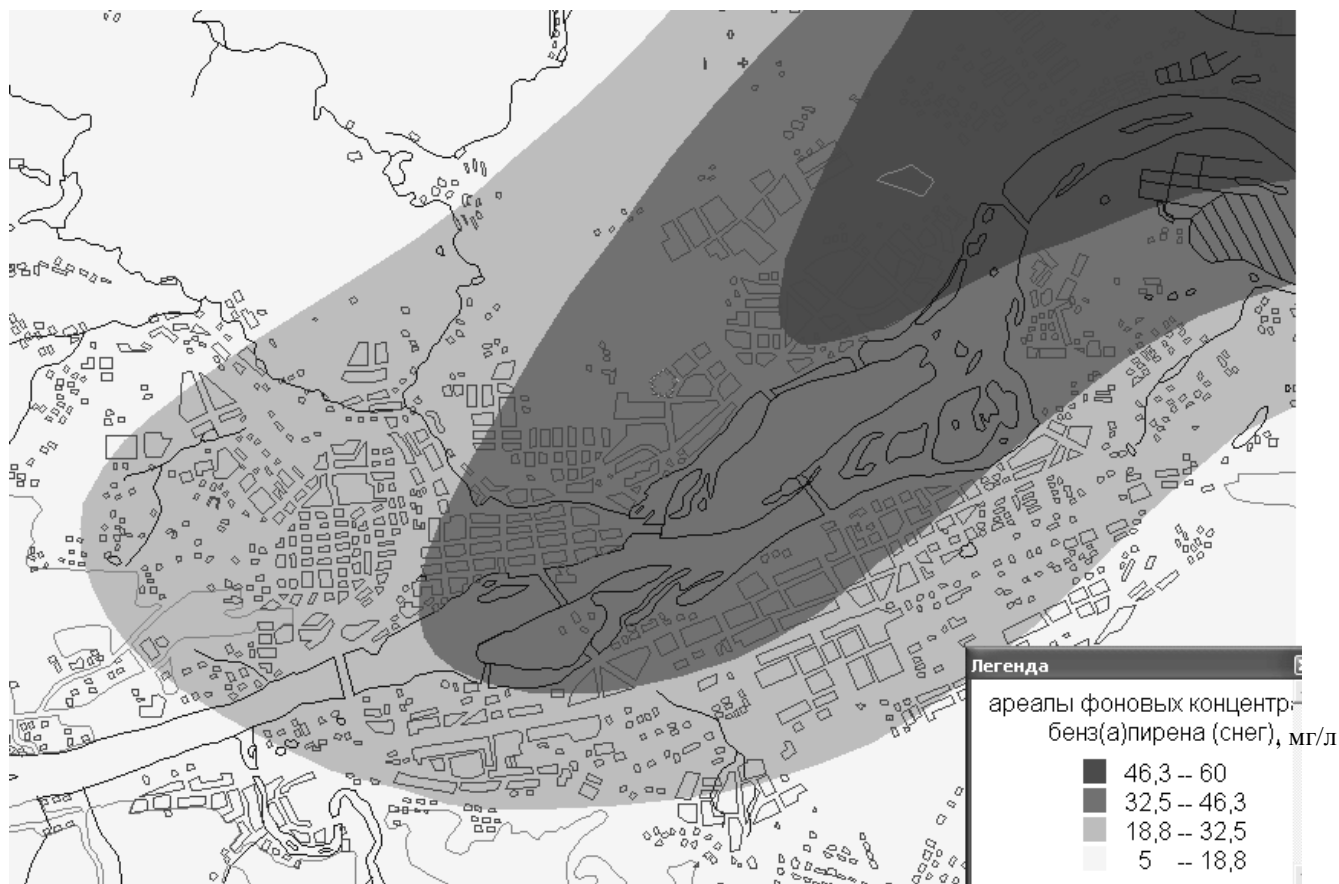 Легенда
ареалы фоновых концентра
бенз(а)пирена (снег), мг/л
46,3 -- 60
32,5 -- 46,3
18,8 -- 32,5
5 -- 18,8